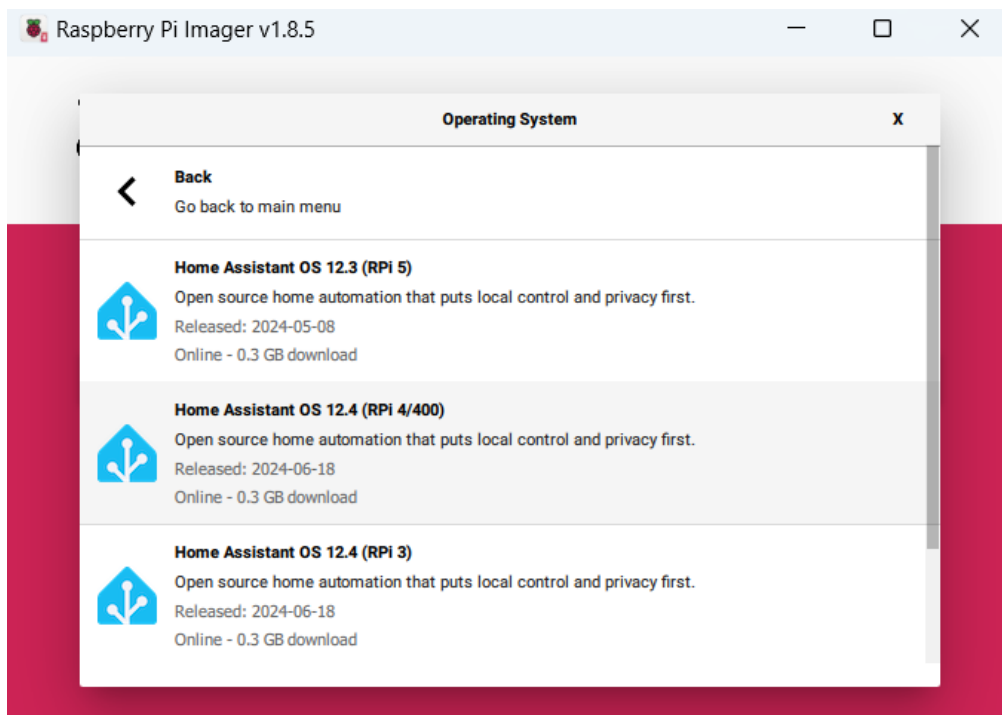 Raspberry Pi Imager v1.8.5
Operating System X
Back
Go back to main menu
Home Assistant OS 12.3 (RPi 5)
Open source home automation that puts local control and privacy first.
Released: 2024-05-08
Online - 0.3 GB download
Home Assistant OS 12.4 (RPi 4/400)
Open source home automation that puts local control and privacy first.
Released: 2024-06-18
Online - 0.3 GB download
Home Assistant OS 12.4 (RPi 3)
Open source home automation that puts local control and privacy first.
Released: 2024-06-18
Online - 0.3 GB download